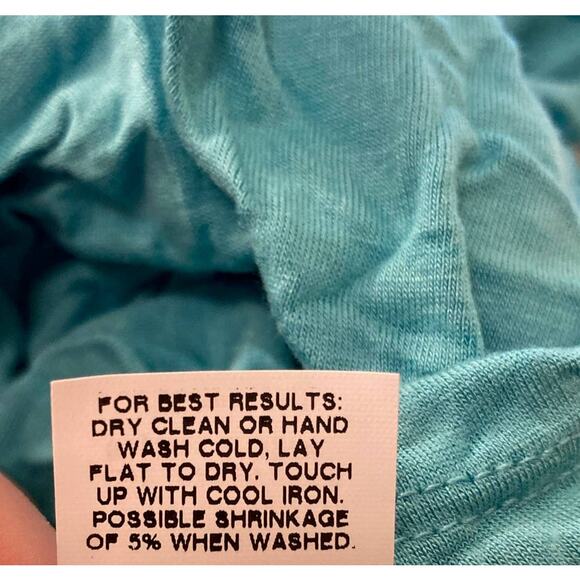 FOR BEST RESULTS:
DRY CLEAN OR HAND
WASH COLD, LAY
FLAT TO DRY. TOUCH
UP WITH COOL IRON.
POSSIBLE SHRINKAGE
OF 5% WHEN WASHED.